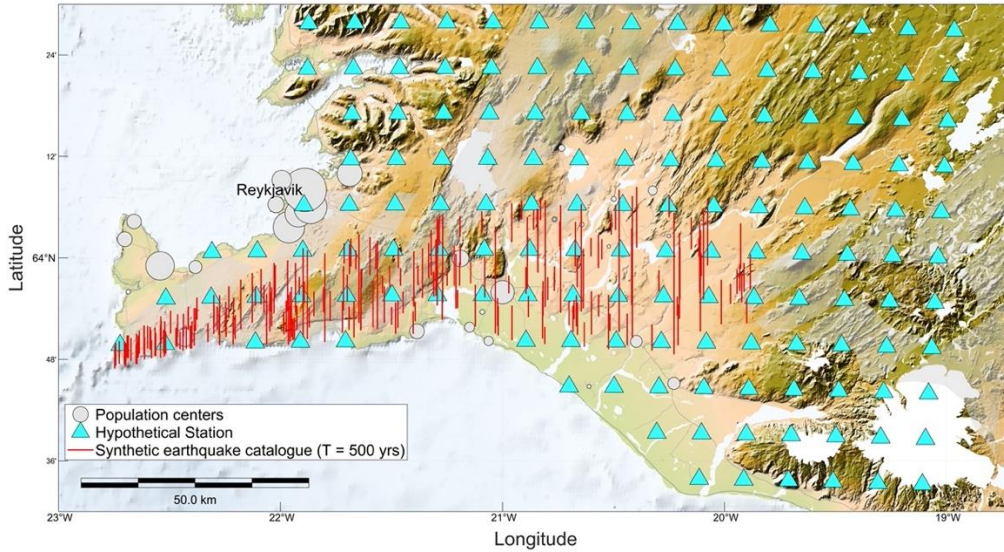 24'
12'
Reykjavik
Latitude
64°N
48'
Population centers
Hypothetical Station
Synthetic earthquake catalogue (T = 500 yrs)
36'
50.0 km
23°W
22°W
21°W
20°W
19°W
Longitude